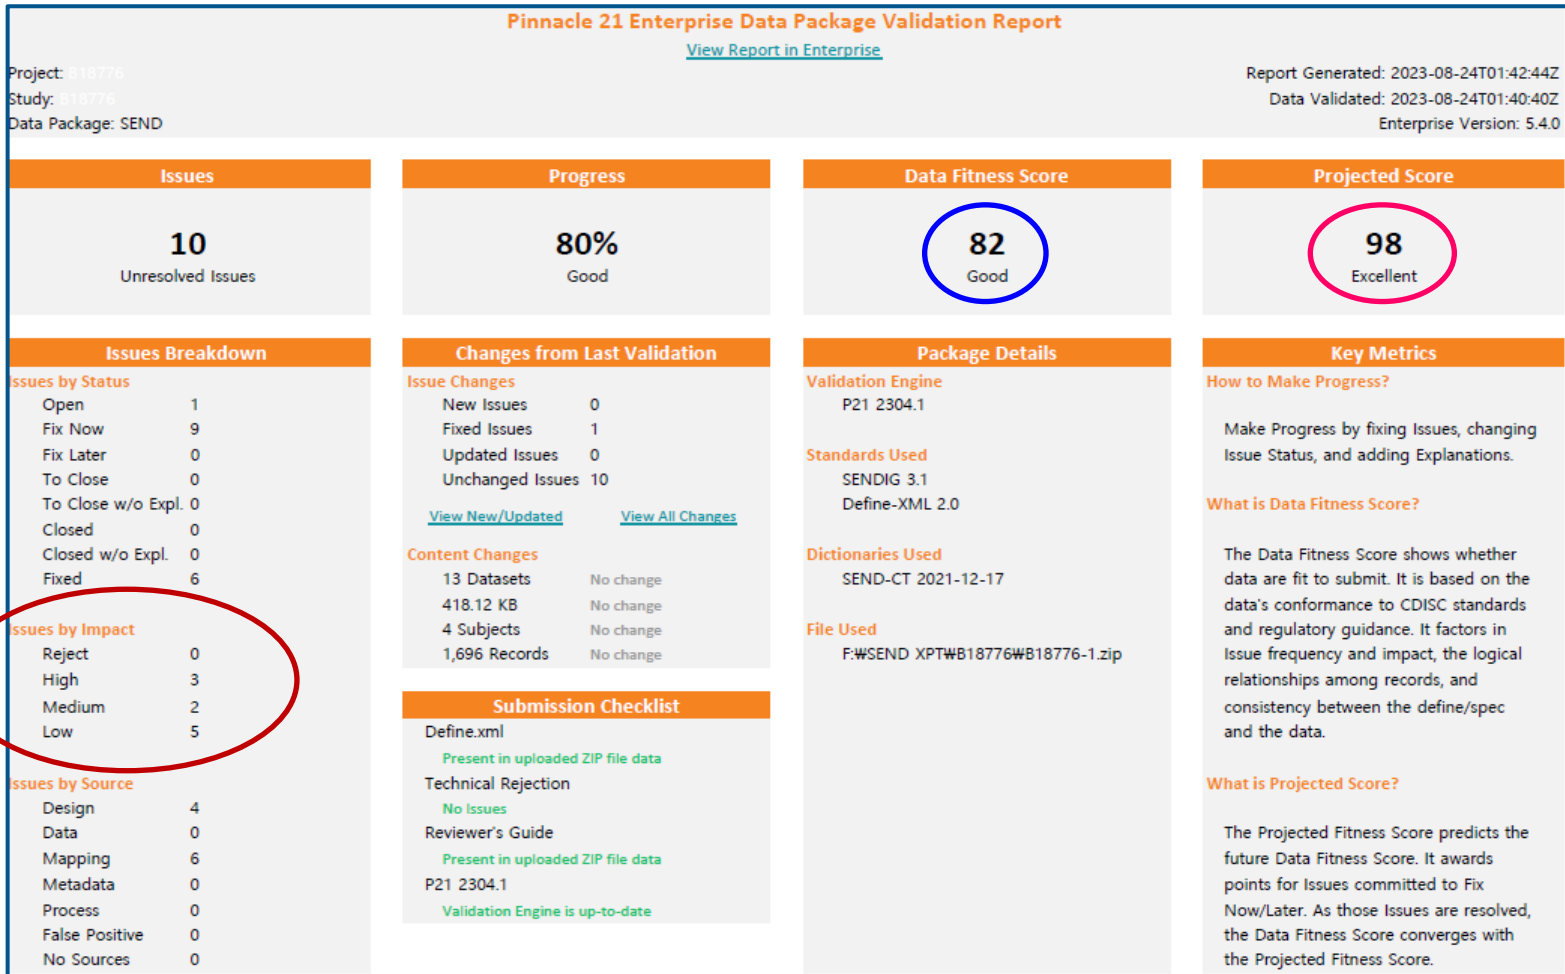 Pinnacle 21 Enterprise Data Package Validation Report
View Report in Enterprise
Project: B18776
Study: B18776
Data Package: SEND
Report Generated: 2023-08-24T01:42:44Z
Data Validated: 2023-08-24T01:40:40Z
Enterprise Version: 5.4.0
Issues
10
Unresolved Issues
Progress
80%
Good
Data Fitness Score
82
Good
Projected Score
98
Excellent
Issues Breakdown
Issues by Status
Open 1
Fix Now 9
Fix Later 0
To Close 0
To Close w/o Expl. 0
Closed 0
Closed w/o Expl. 0
Fixed 6
Issues by Impact
Reject 0
High 3
Medium 2
Low 5
Issues by Source
Design 4
Data 0
Mapping 6
Metadata 0
Process 0
False Positive 0
No Sources 0
Changes from Last Validation
Issue Changes
New Issues 0
Fixed Issues 1
Updated Issues 0
Unchanged Issues 10
View New/Updated View All Changes
Content Changes
13 Datasets No change
418.12 KB No change
4 Subjects No change
1,696 Records No change
Submission Checklist
Define.xml
Present in uploaded ZIP file data
Technical Rejection
No Issues
Reviewer's Guide
Present in uploaded ZIP file data
P21 2304.1
Validation Engine is up-to-date
Package Details
Validation Engine
P21 2304.1
Standards Used
SENDIG 3.1
Define-XML 2.0
Dictionaries Used
SEND-CT 2021-12-17
File Used
F:₩SEND XPT₩B18776₩B18776-1.zip
Key Metrics
How to Make Progress?
Make Progress by fixing Issues, changing
Issue Status, and adding Explanations.
What is Data Fitness Score?
The Data Fitness Score shows whether
data are fit to submit. It is based on the
data's conformance to CDISC standards
and regulatory guidance. It factors in
Issue frequency and impact, the logical
relationships among records, and
consistency between the define/spec
and the data.
What is Projected Score?
The Projected Fitness Score predicts the
future Data Fitness Score. It awards
points for Issues committed to Fix
Now/Later. As those Issues are resolved,
the Data Fitness Score converges with
the Projected Fitness Score.